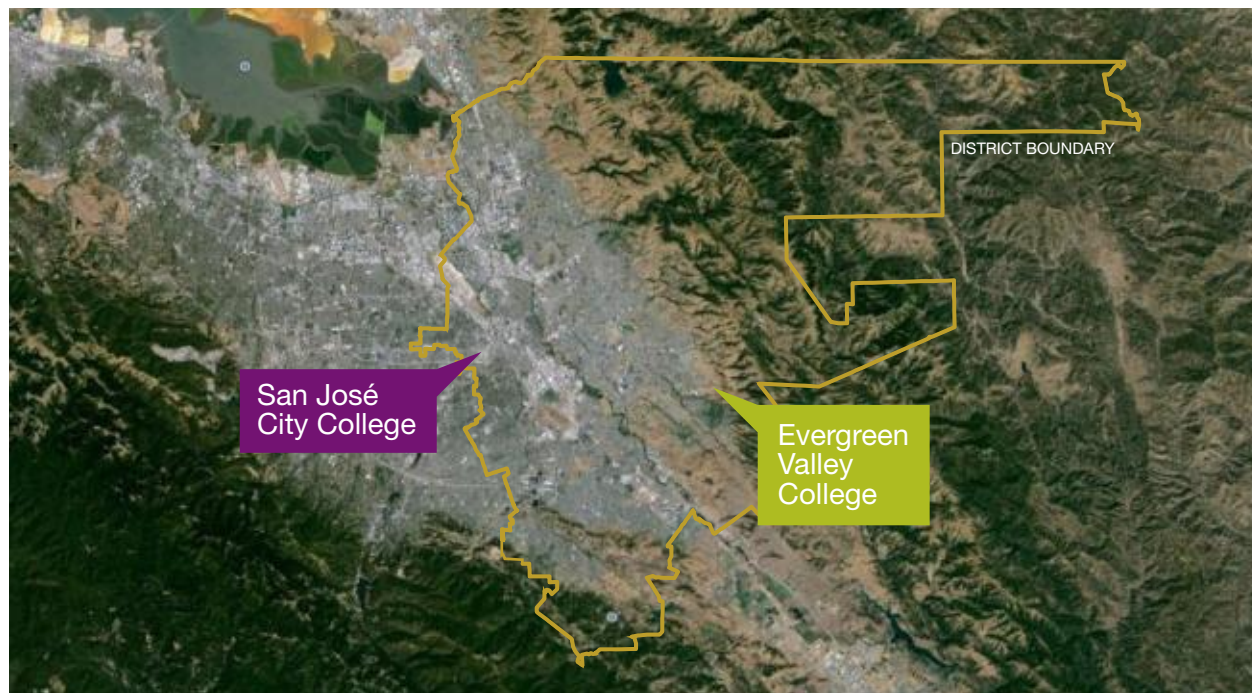 DISTRICT BOUNDARY
San José
City College
Evergreen
Valley
College